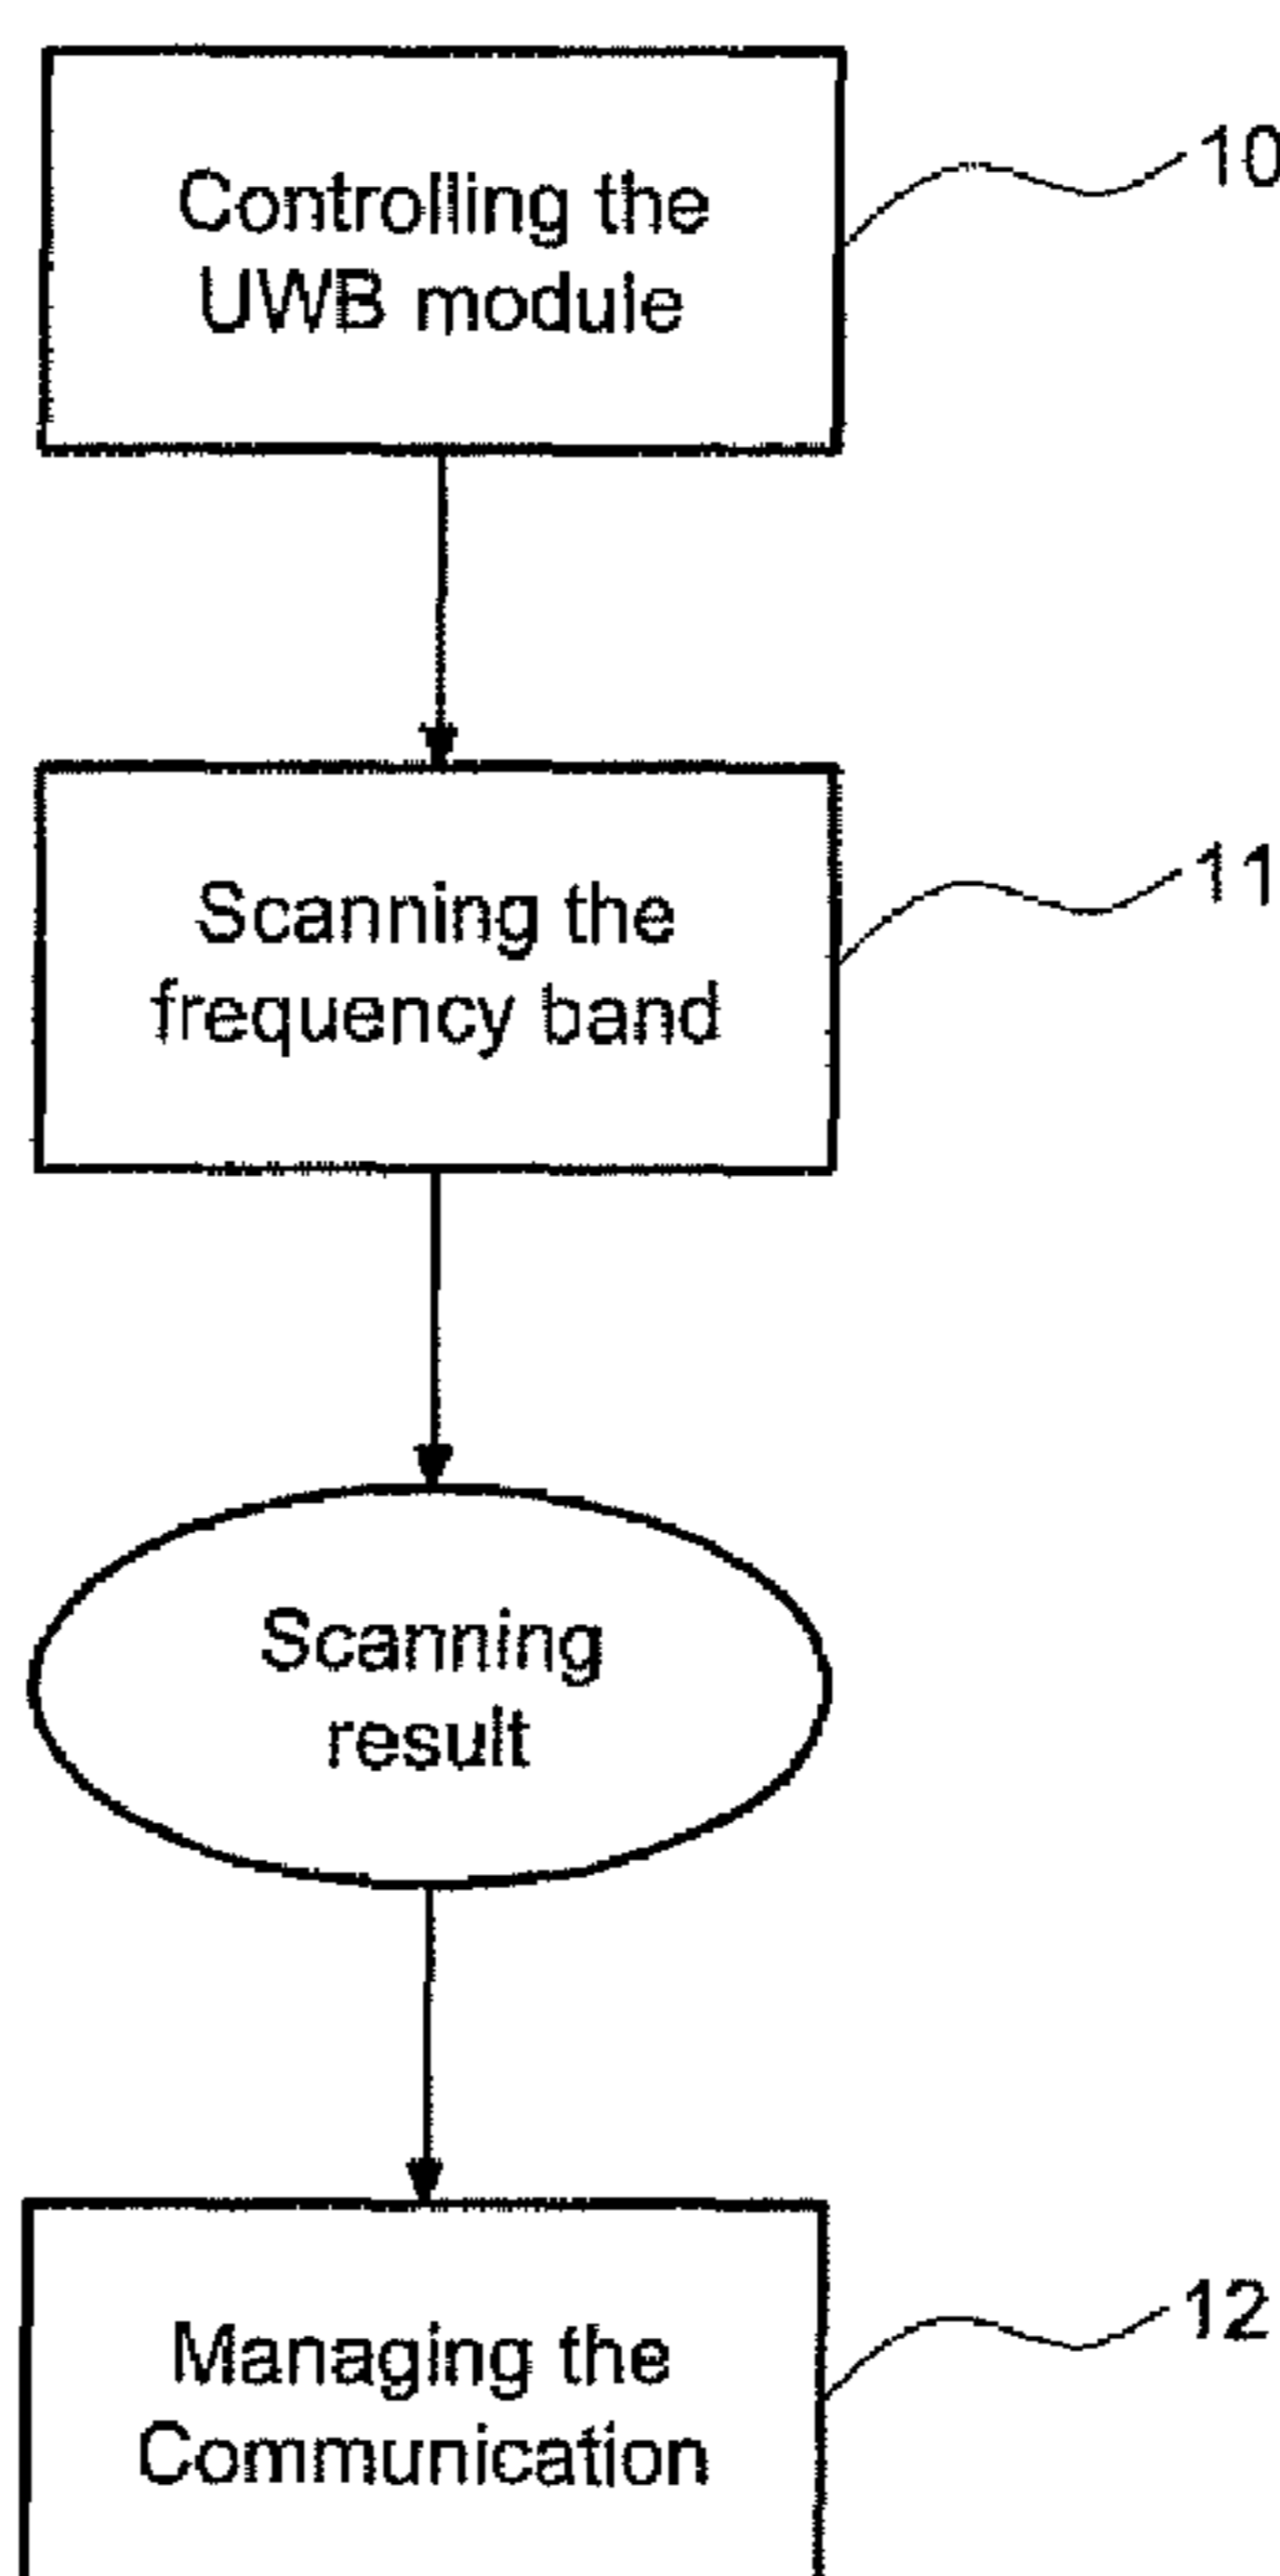 Controlling the
UWB module
10
Scanning the
frequency band
11
Scanning
result
Managing the
Communication
12